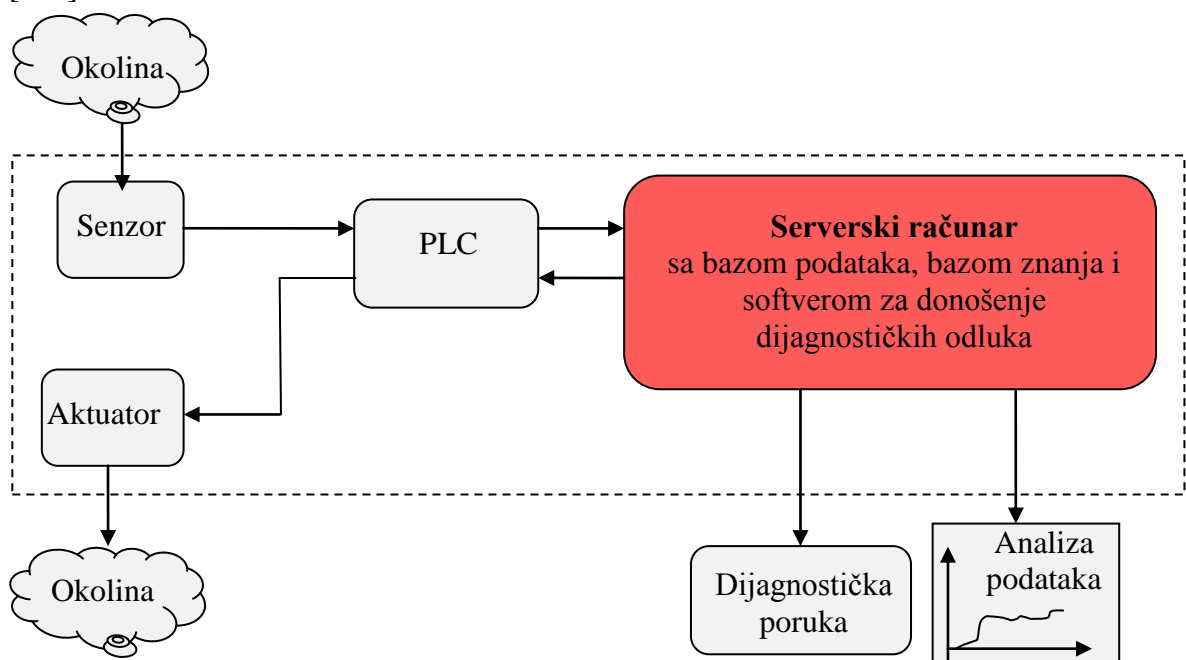 Okolina
Senzor
PLC
Serverski računar
sa bazom podataka, bazom znanja i
softverom za donošenje
dijagnostičkih odluka
Aktuator
Okolina
Dijagnostička
poruka
Analiza
podataka